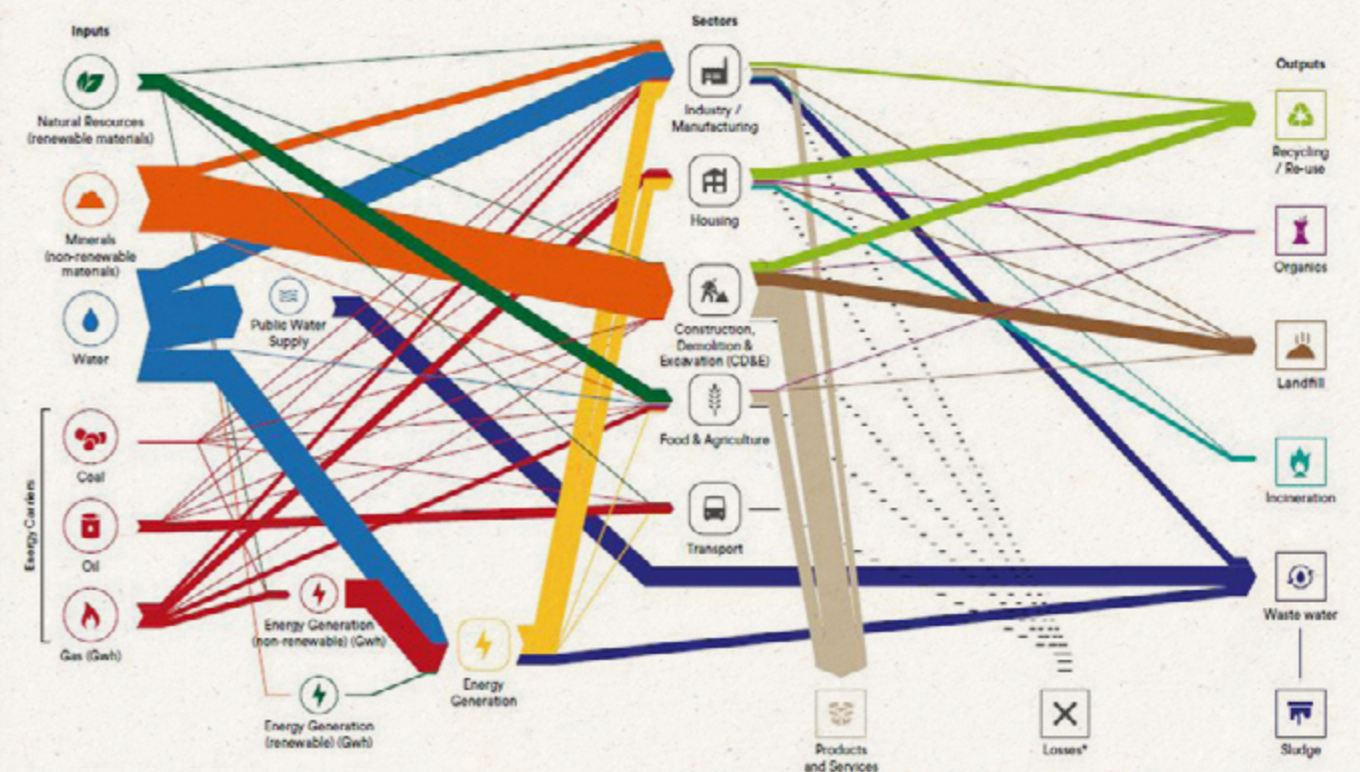 Inputs
Sectors
Outputs
Natural Resources
(renewable materials)
Minerals
(non-renewable
materials)
Water
Public Water
Supply
Energy Carriers
Coal
Oil
Gas (Gwh)
Energy Generation
(non-renewable) (Gwh)
Energy Generation
(renewable) (Gwh)
Energy
Generation
Industry /
Manufacturing
Housing
Construction,
Demolition &
Excavation (CD&E)
Food & Agriculture
Transport
Products
and Services
Losses*
Recycling
/ Re-use
Organics
Landfill
Incineration
Waste water
Sludge